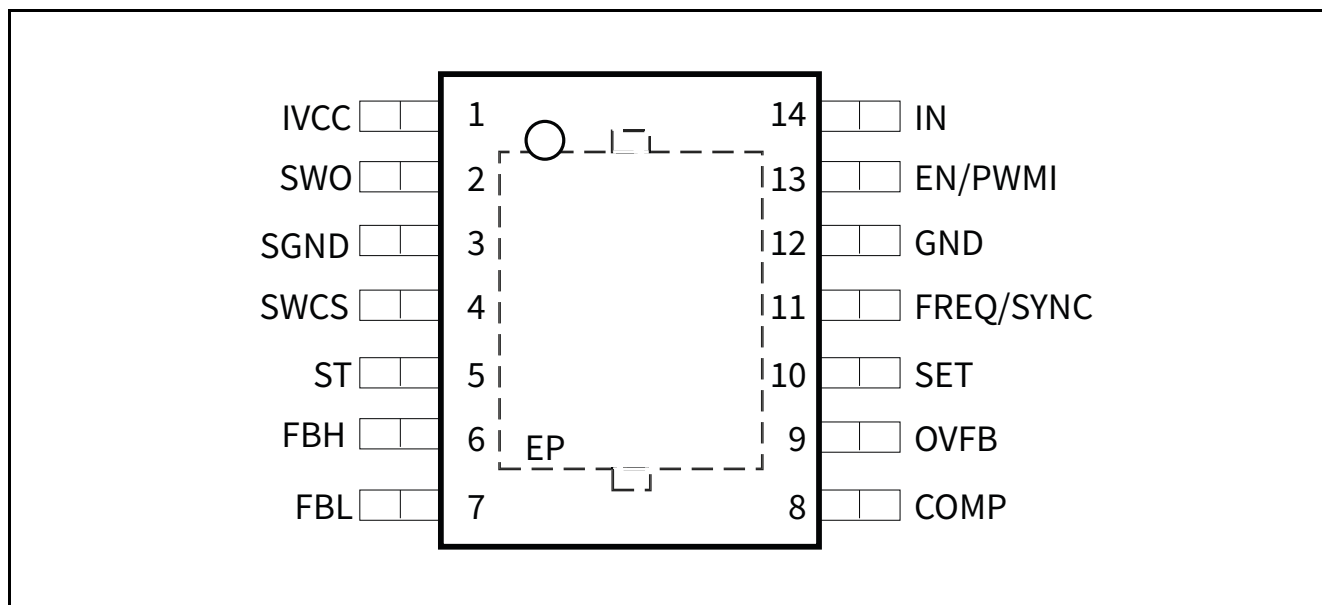 IVCC 1 14 IN
SWO 2 13 EN/PWMI
SGND 3 12 GND
SWCS 4 11 FREQ/SYNC
ST 5 10 SET
FBH 6 EP 9 OVFB
FBL 7 8 COMP